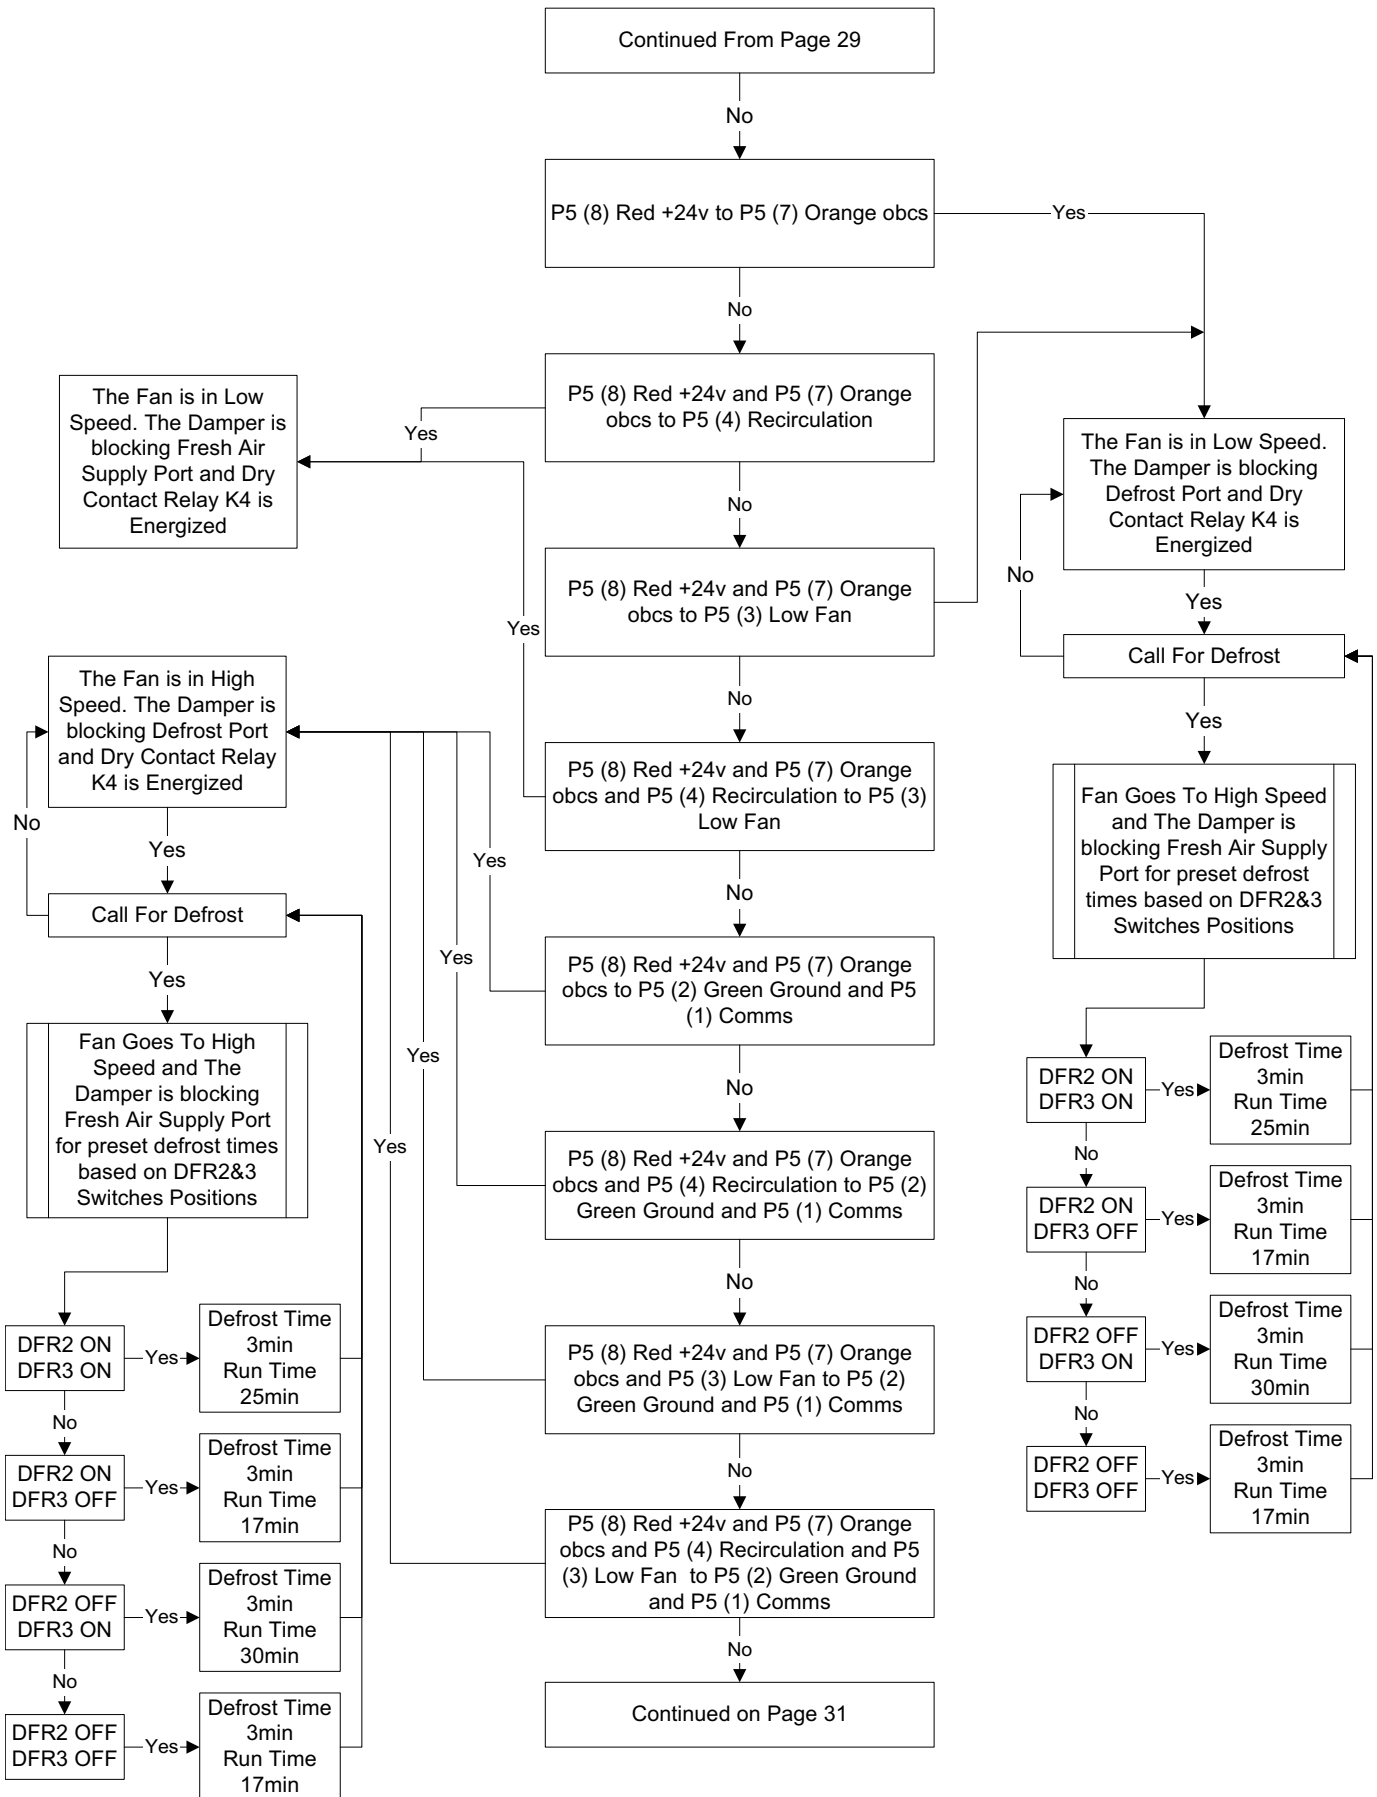 Continued From Page 29
No
P5 (8) Red +24v to P5 (7) Orange obcs
Yes
No
P5 (8) Red +24v and P5 (7) Orange
obcs to P5 (4) Recirculation
Yes
The Fan is in Low
Speed. The Damper is
blocking Fresh Air
Supply Port and Dry
Contact Relay K4 is
Energized
No
P5 (8) Red +24v and P5 (7) Orange
obcs to P5 (3) Low Fan
No
P5 (8) Red +24v and P5 (7) Orange
obcs and P5 (4) Recirculation to P5 (3)
Low Fan
Yes
No
P5 (8) Red +24v and P5 (7) Orange
obcs to P5 (2) Green Ground and P5
(1) Comms
Yes
No
P5 (8) Red +24v and P5 (7) Orange
obcs and P5 (4) Recirculation to P5 (2)
Green Ground and P5 (1) Comms
Yes
No
P5 (8) Red +24v and P5 (7) Orange
obcs and P5 (3) Low Fan to P5 (2)
Green Ground and P5 (1) Comms
Yes
No
P5 (8) Red +24v and P5 (7) Orange
obcs and P5 (4) Recirculation and P5
(3) Low Fan to P5 (2) Green Ground
and P5 (1) Comms
Yes
No
Continued on Page 31
The Fan is in High
Speed. The Damper is
blocking Defrost Port
and Dry Contact Relay
K4 is Energized
No
Yes
Call For Defrost
Yes
Fan Goes To High
Speed and The
Damper is blocking
Fresh Air Supply Port
for preset defrost times
based on DFR2&3
Switches Positions
DFR2 ON
DFR3 ON
Yes
Defrost Time
3min
Run Time
25min
No
DFR2 ON
DFR3 OFF
Yes
Defrost Time
3min
Run Time
17min
No
DFR2 OFF
DFR3 ON
Yes
Defrost Time
3min
Run Time
30min
No
DFR2 OFF
DFR3 OFF
Yes
Defrost Time
3min
Run Time
17min
The Fan is in Low Speed.
The Damper is blocking
Defrost Port and Dry
Contact Relay K4 is
Energized
No
Yes
Call For Defrost
Yes
Fan Goes To High Speed
and The Damper is
blocking Fresh Air Supply
Port for preset defrost
times based on DFR2&3
Switches Positions
DFR2 ON
DFR3 ON
Yes
Defrost Time
3min
Run Time
25min
No
DFR2 ON
DFR3 OFF
Yes
Defrost Time
3min
Run Time
17min
No
DFR2 OFF
DFR3 ON
Yes
Defrost Time
3min
Run Time
30min
No
DFR2 OFF
DFR3 OFF
Yes
Defrost Time
3min
Run Time
17min